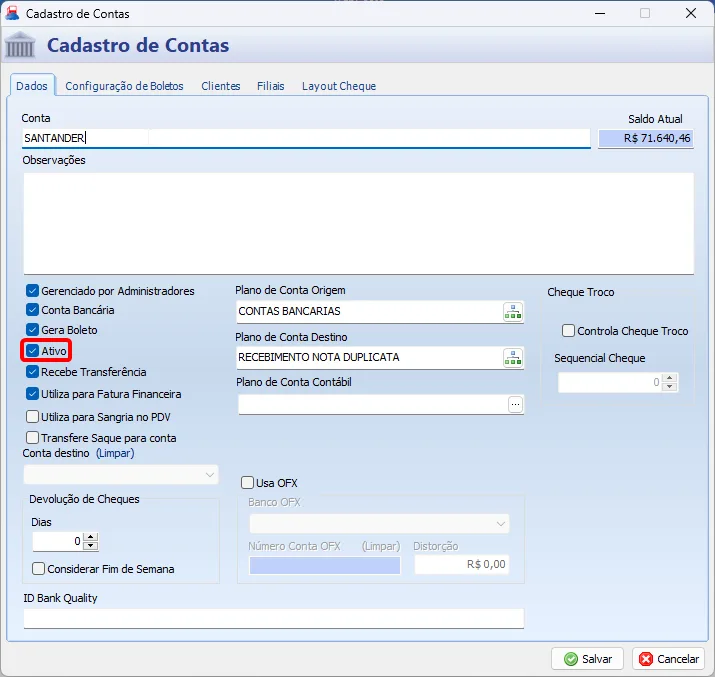 Cadastro de Contas
Cadastro de Contas
Dados Configuração de Boletos Clientes Filiais Layout Cheque
Conta
Saldo Atual
SANTANDER
R$ 71.640,46
Observações
Gerenciado por Administradores
Conta Bancária
Gera Boleto
Ativo
Recebe Transferência
Utiliza para Fatura Financeira
Utiliza para Sangria no PDV
Transfere Saque para conta
Conta destino (Limpar)
Plano de Conta Origem
CONTAS BANCARIAS
Plano de Conta Destino
RECEBIMENTO NOTA DUPLICATA
Plano de Conta Contábil
...
Cheque Troco
Controla Cheque Troco
Sequencial Cheque
0
Devolução de Cheques
Dias
0
Considerar Fim de Semana
Usa OFX
Banco OFX
Número Conta OFX (Limpar) Distorção
R$ 0,00
ID Bank Quality
Salvar Cancelar